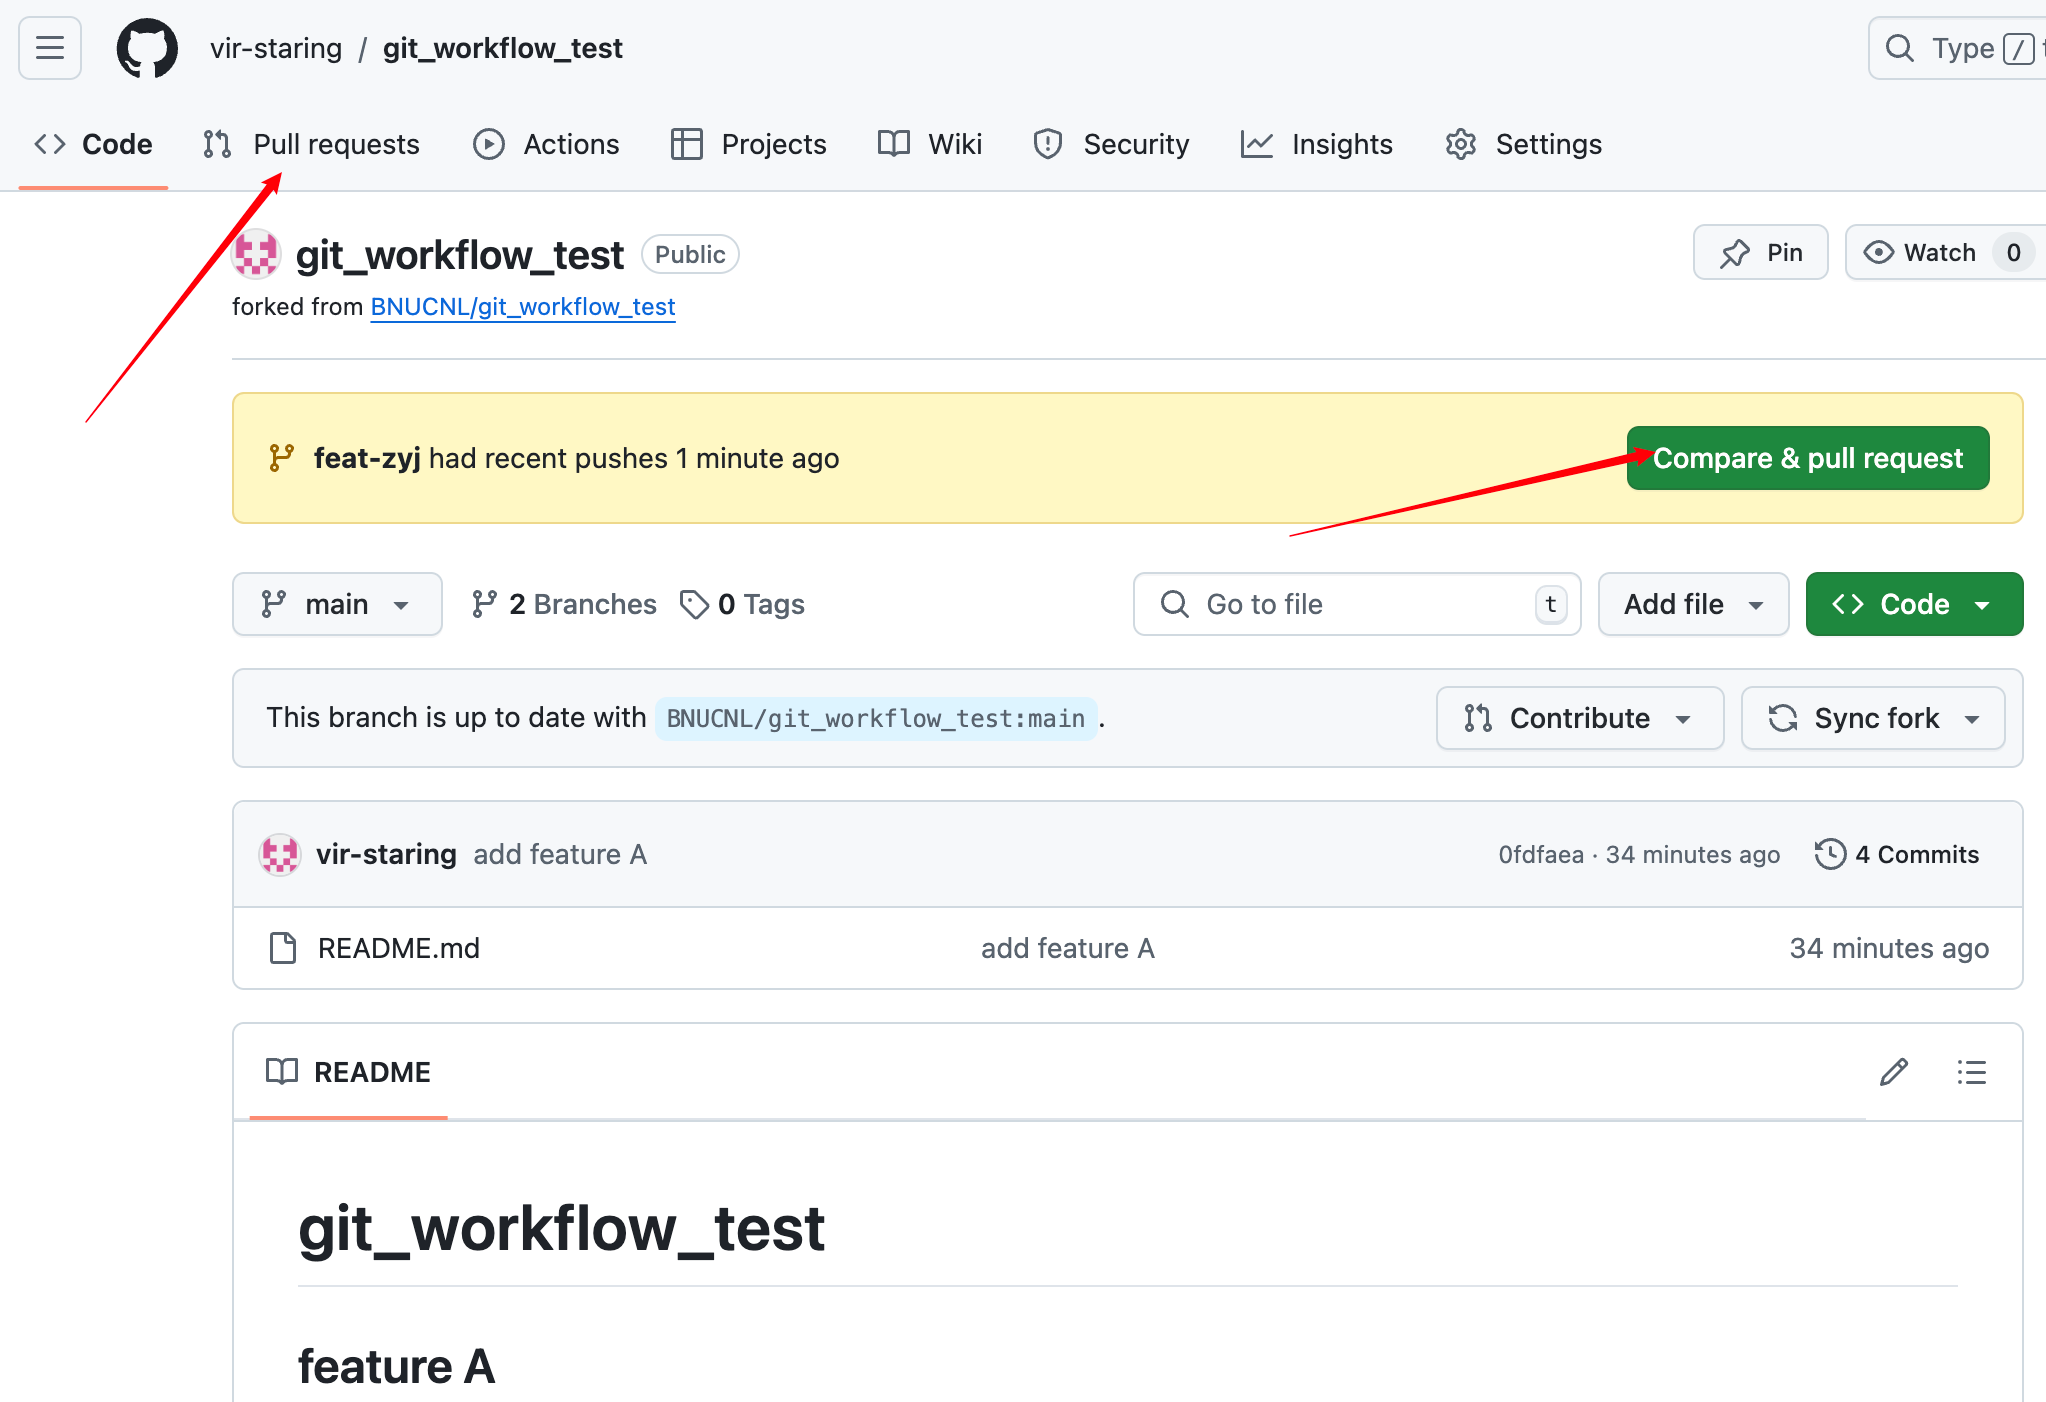 vir-staring / git_workflow_test
Type /
Code Pull requests Actions Projects Wiki Security Insights Settings
git_workflow_test Public
Pin
Watch 0
forked from BNUCNL/git_workflow_test
feat-zyj had recent pushes 1 minute ago
Compare & pull request
main
2 Branches
0 Tags
Go to file t
Add file
Code
This branch is up to date with BNUCNL/git_workflow_test:main .
Contribute
Sync fork
vir-staring add feature A 0fdfaea · 34 minutes ago 4 Commits
README.md add feature A 34 minutes ago
README
git_workflow_test
feature A